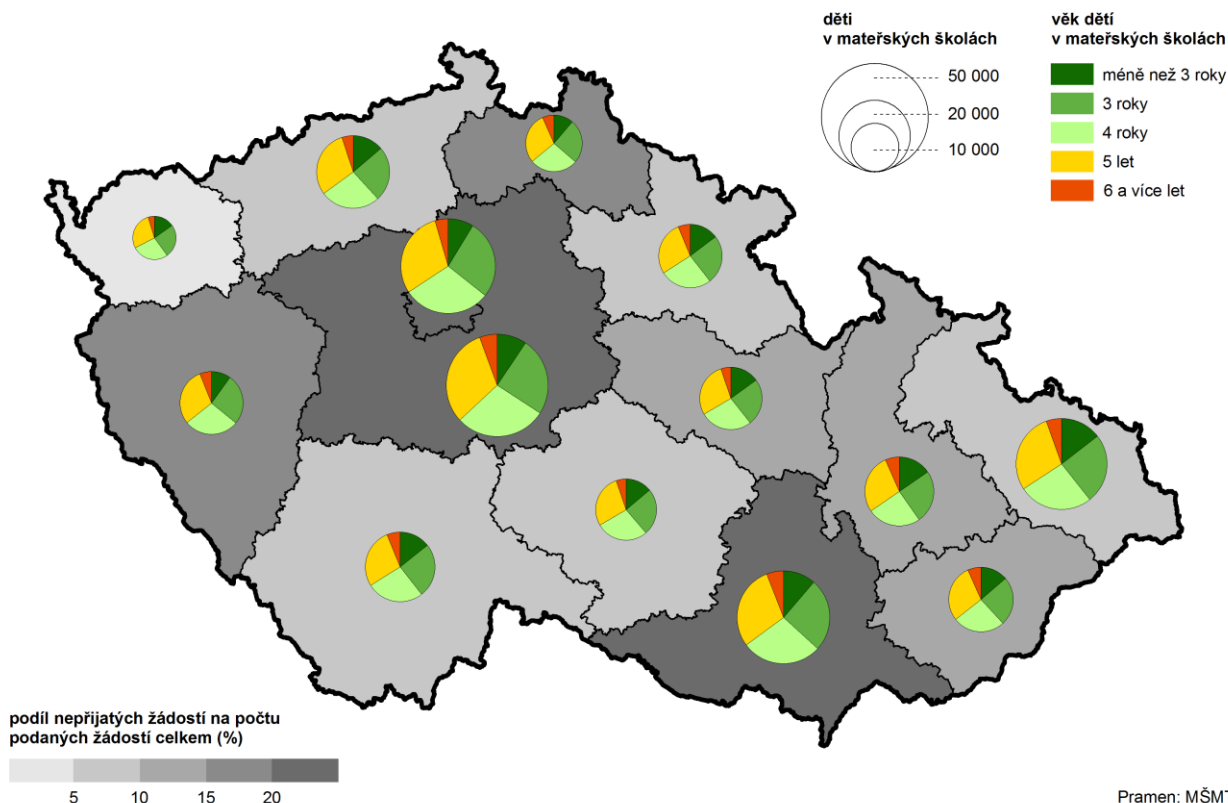 děti
v mateřských školách
50 000
20 000
10 000
věk dětí
v mateřských školách
méně než 3 roky
3 roky
4 roky
5 let
6 a více let
podíl nepřijatých žádostí na počtu
podaných žádostí celkem (%)
5 10 15 20
Pramen: MŠM